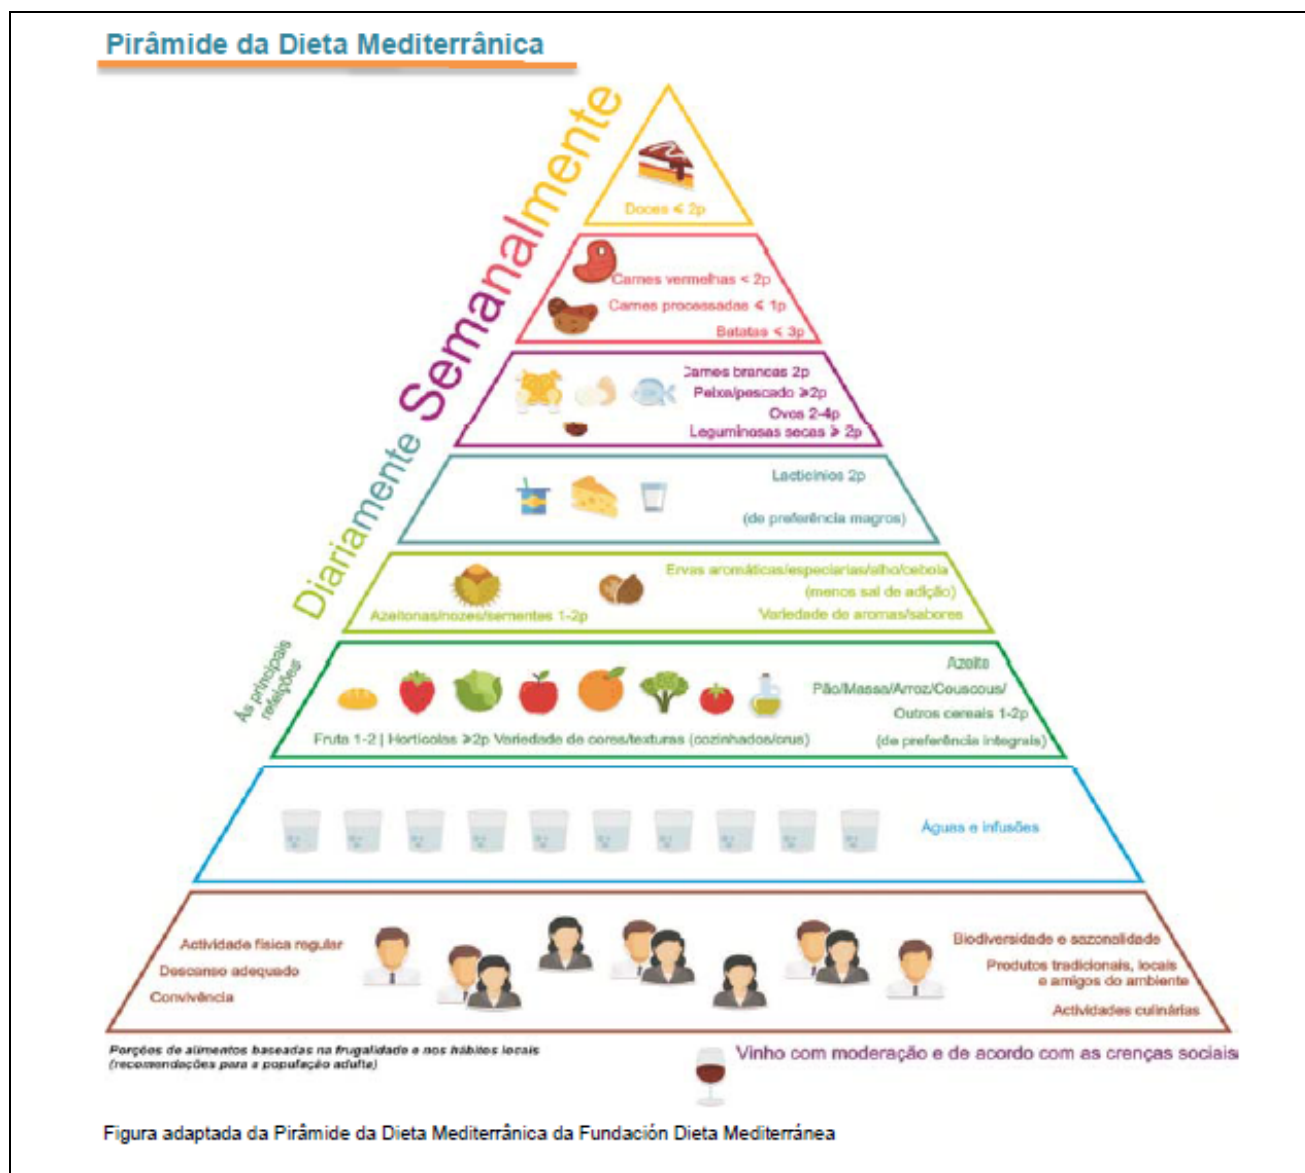 Pirâmide da Dieta Mediterrânica
Semanalmente
Doces ⩽ 2p
Carnes vermelhas < 2p
Carnes processadas ⩽ 1p
Batatas ⩽ 3p
Carnes brancas 2p
Peixe/pescado ⩾2p
Ovos 2-4p
Leguminosas secas ⩾ 2p
Diariamente
Lacticínios 2p
(de preferência magros)
Ervas aromáticas/especiarias/alho/cebola
(menos sal de adição)
Azeitonas/nozes/sementes 1-2p
Variedade de aromas/sabores
Às principais
refeições
Azeite
Pão/Massa/Arroz/Couscous/
Outros cereais 1-2p
Fruta 1-2 | Hortícolas ⩾2p Variedade de cores/texturas (cozinhados/crus)
(de preferência integrais)
Águas e infusões
Actividade física regular
Descanso adequado
Convivência
Biodiversidade e sazonalidade
Produtos tradicionais, locais
e amigos do ambiente
Actividades culinárias
Porções de alimentos baseadas na frugalidade e nos hábitos locais
(recomendações para a população adulta)
Vinho com moderação e de acordo com as crenças sociais
Figura adaptada da Pirâmide da Dieta Mediterrânica da Fundación Dieta Mediterránea